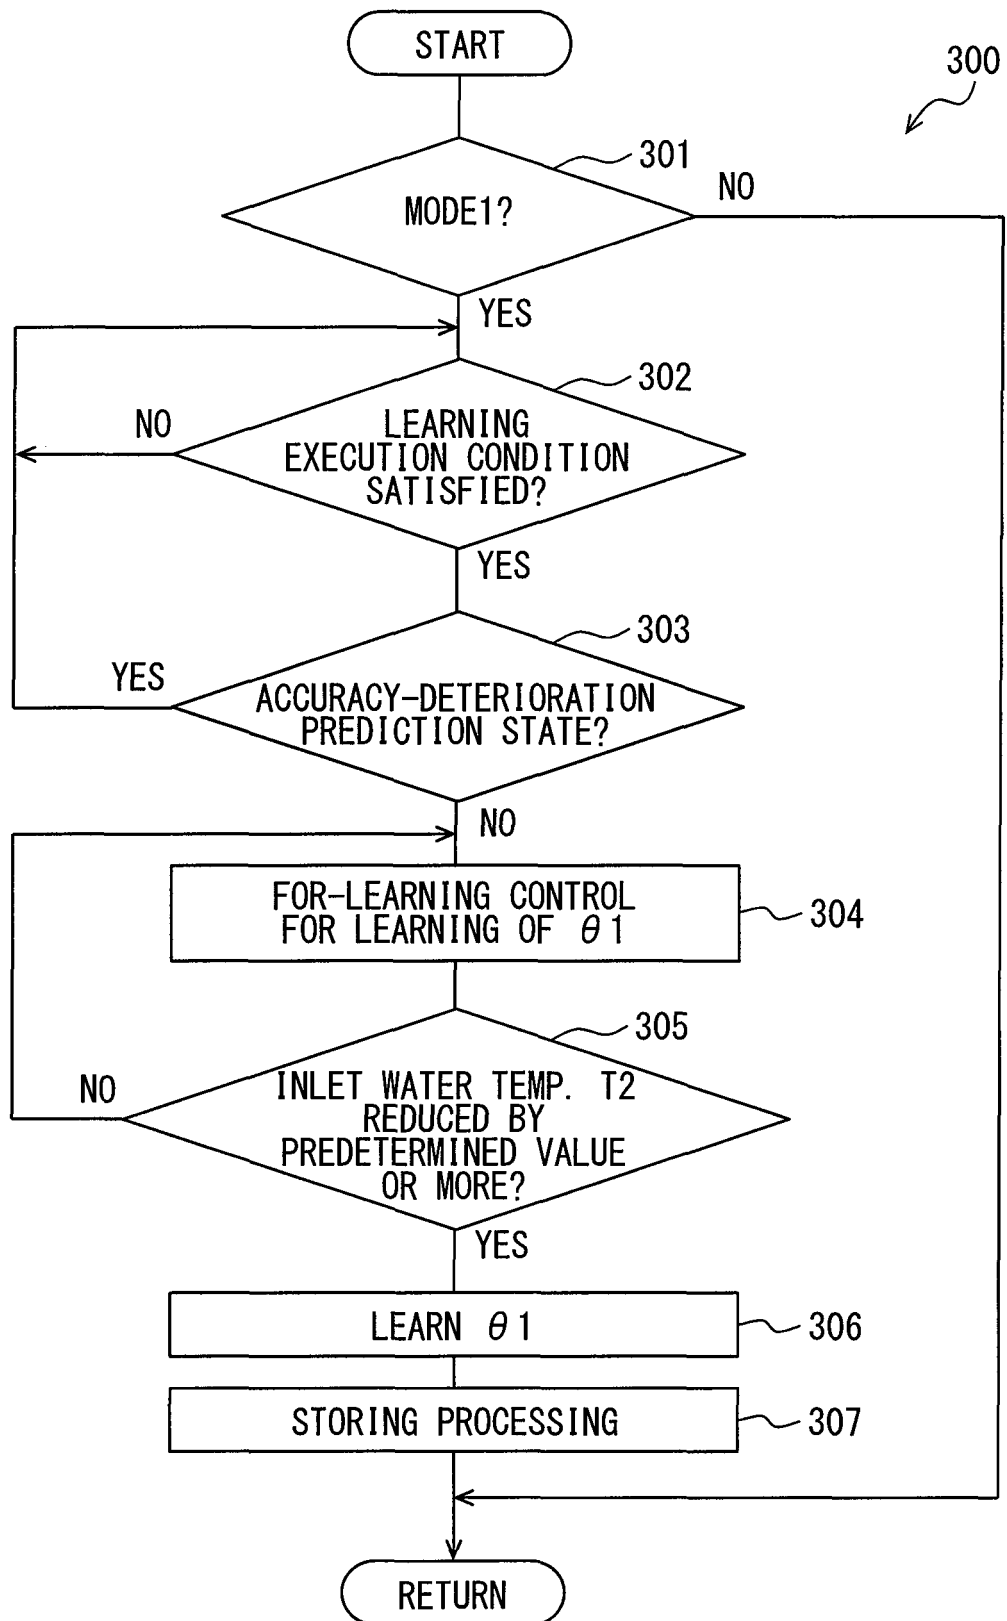 START
300
301
MODE1?
NO
YES
302
NO
LEARNING
EXECUTION CONDITION
SATISFIED?
YES
303
YES
ACCURACY-DETERIORATION
PREDICTION STATE?
NO
FOR-LEARNING CONTROL
FOR LEARNING OF θ1
304
305
NO
INLET WATER TEMP. T2
REDUCED BY
PREDETERMINED VALUE
OR MORE?
YES
LEARN θ1
306
STORING PROCESSING
307
RETURN